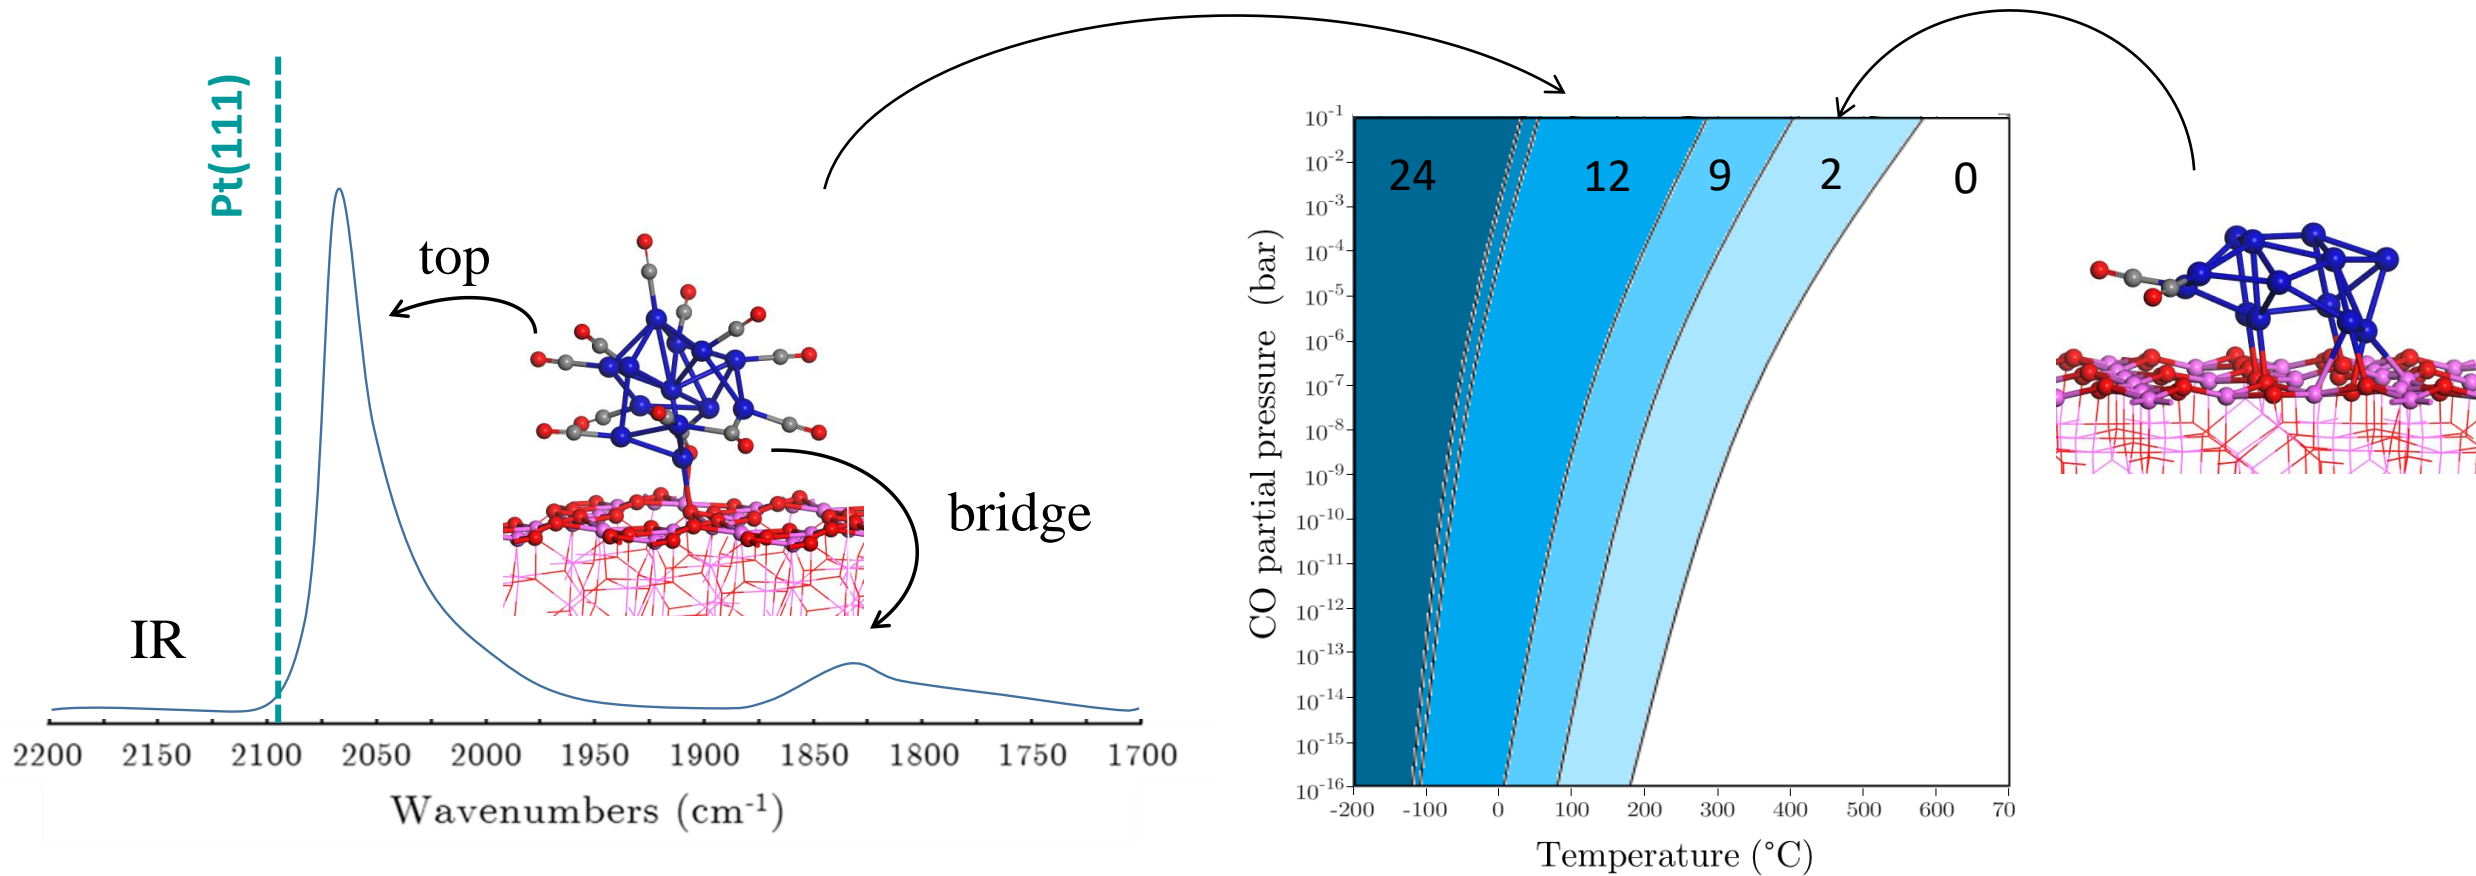 Pt(111)
top
bridge
IR
2200 2150 2100 2050 2000 1950 1900 1850 1800 1750 1700
Wavenumbers (cm-1)
CO partial pressure (bar)
10-1
10-2
10-3
10-4
10-5
10-6
10-7
10-8
10-9
10-10
10-11
10-12
10-13
10-14
10-15
10-16
24 12 9 2 0
-200 -100 0 100 200 300 400 500 600 70
Temperature (°C)